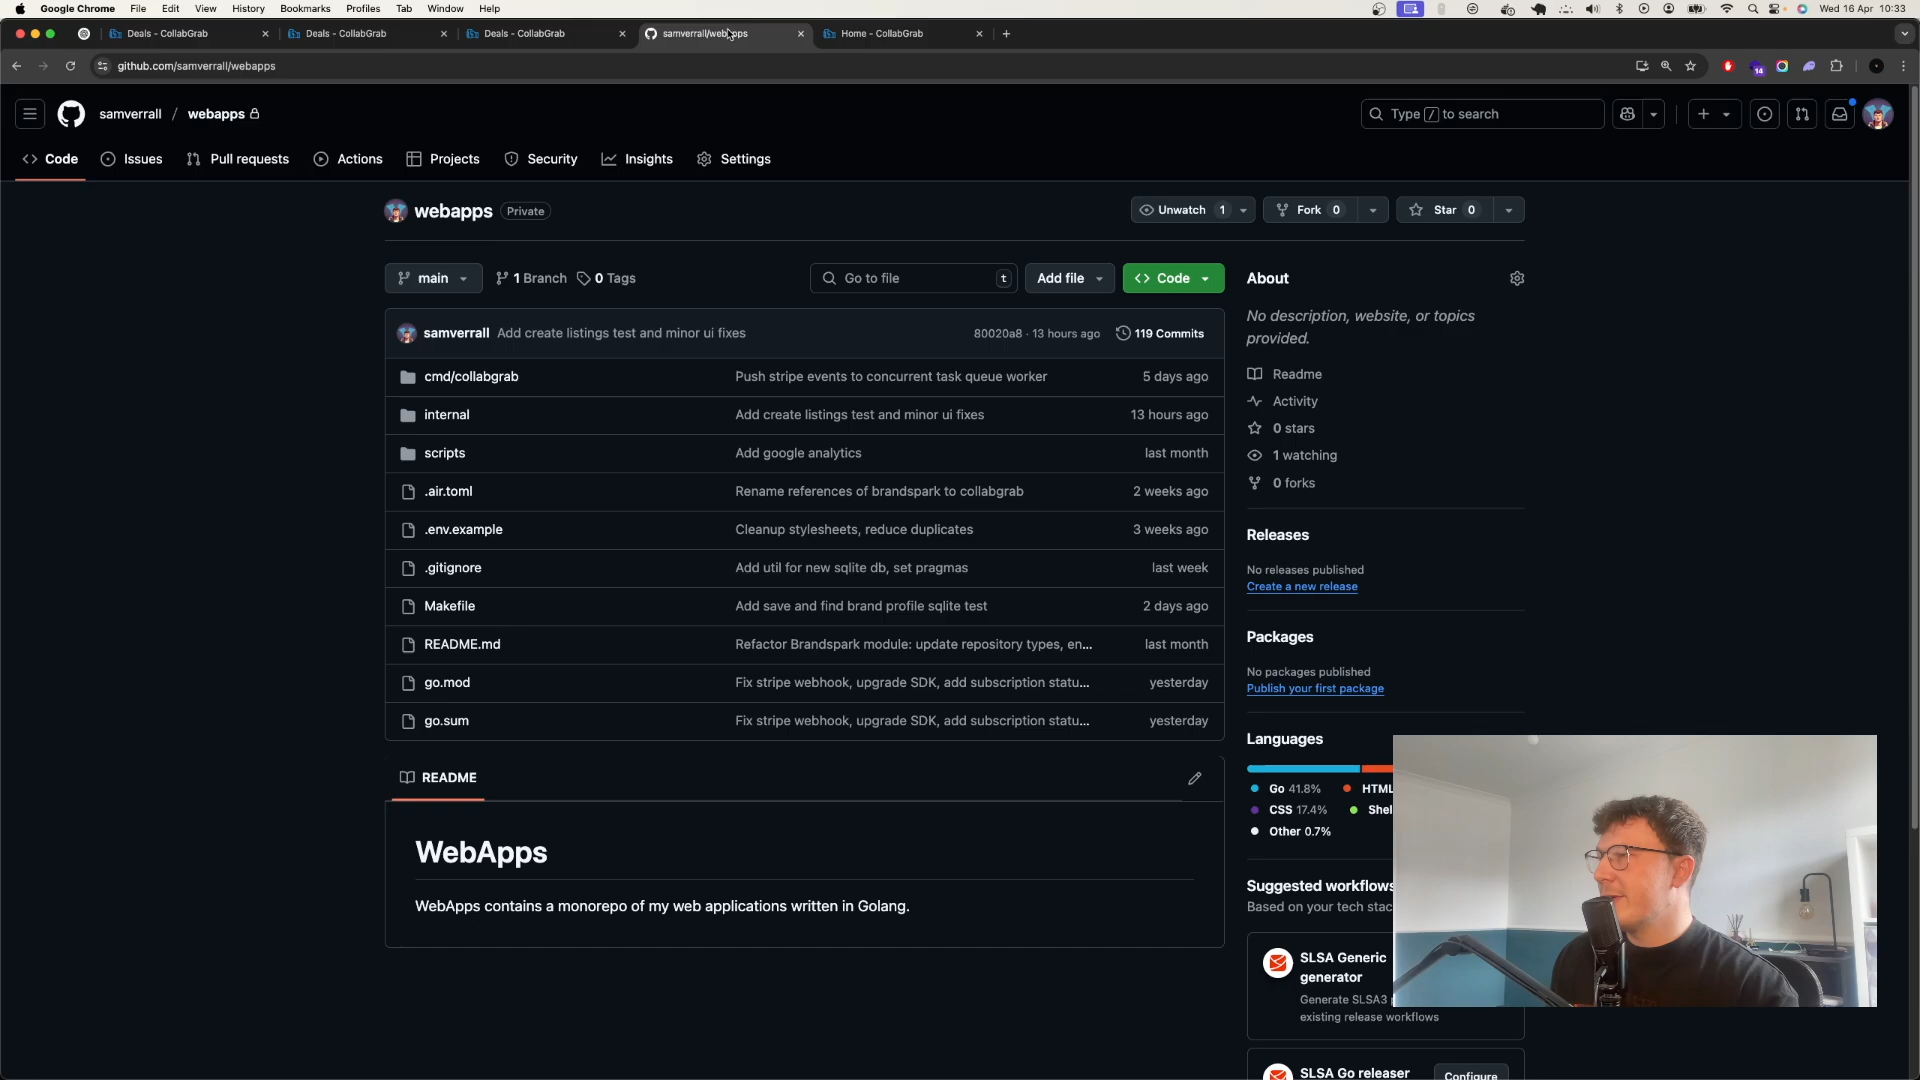 Google Chrome File Edit View History Bookmarks Profiles Tab Window Help Wed 16 Apr 10:33
Deals - CollabGrab Deals - CollabGrab Deals - CollabGrab samverrall/webapps Home - CollabGrab
github.com/samverrall/webapps 14
samverrall / webapps Type / to search
Code Issues Pull requests Actions Projects Security Insights Settings
webapps Private Unwatch 1 Fork 0 Star 0
main 1 Branch 0 Tags Go to file t Add file Code
samverrall Add create listings test and minor ui fixes 80020a8 · 13 hours ago 119 Commits
cmd/collabgrab Push stripe events to concurrent task queue worker 5 days ago
internal Add create listings test and minor ui fixes 13 hours ago
scripts Add google analytics last month
.air.toml Rename references of brandspark to collabgrab 2 weeks ago
.env.example Cleanup stylesheets, reduce duplicates 3 weeks ago
.gitignore Add util for new sqlite db, set pragmas last week
Makefile Add save and find brand profile sqlite test 2 days ago
README.md Refactor Brandspark module: update repository types, en... last month
go.mod Fix stripe webhook, upgrade SDK, add subscription statu... yesterday
go.sum Fix stripe webhook, upgrade SDK, add subscription statu... yesterday
README
WebApps
WebApps contains a monorepo of my web applications written in Golang.
About
No description, website, or topics
provided.
Readme
Activity
0 stars
1 watching
0 forks
Releases
No releases published
Create a new release
Packages
No packages published
Publish your first package
Languages
Go 41.8% HTML
CSS 17.4% Shel
Other 0.7%
Suggested workflows
Based on your tech stac
SLSA Generic
generator
Generate SLSA3 p
existing release workflows
SLSA Go releaser Configure